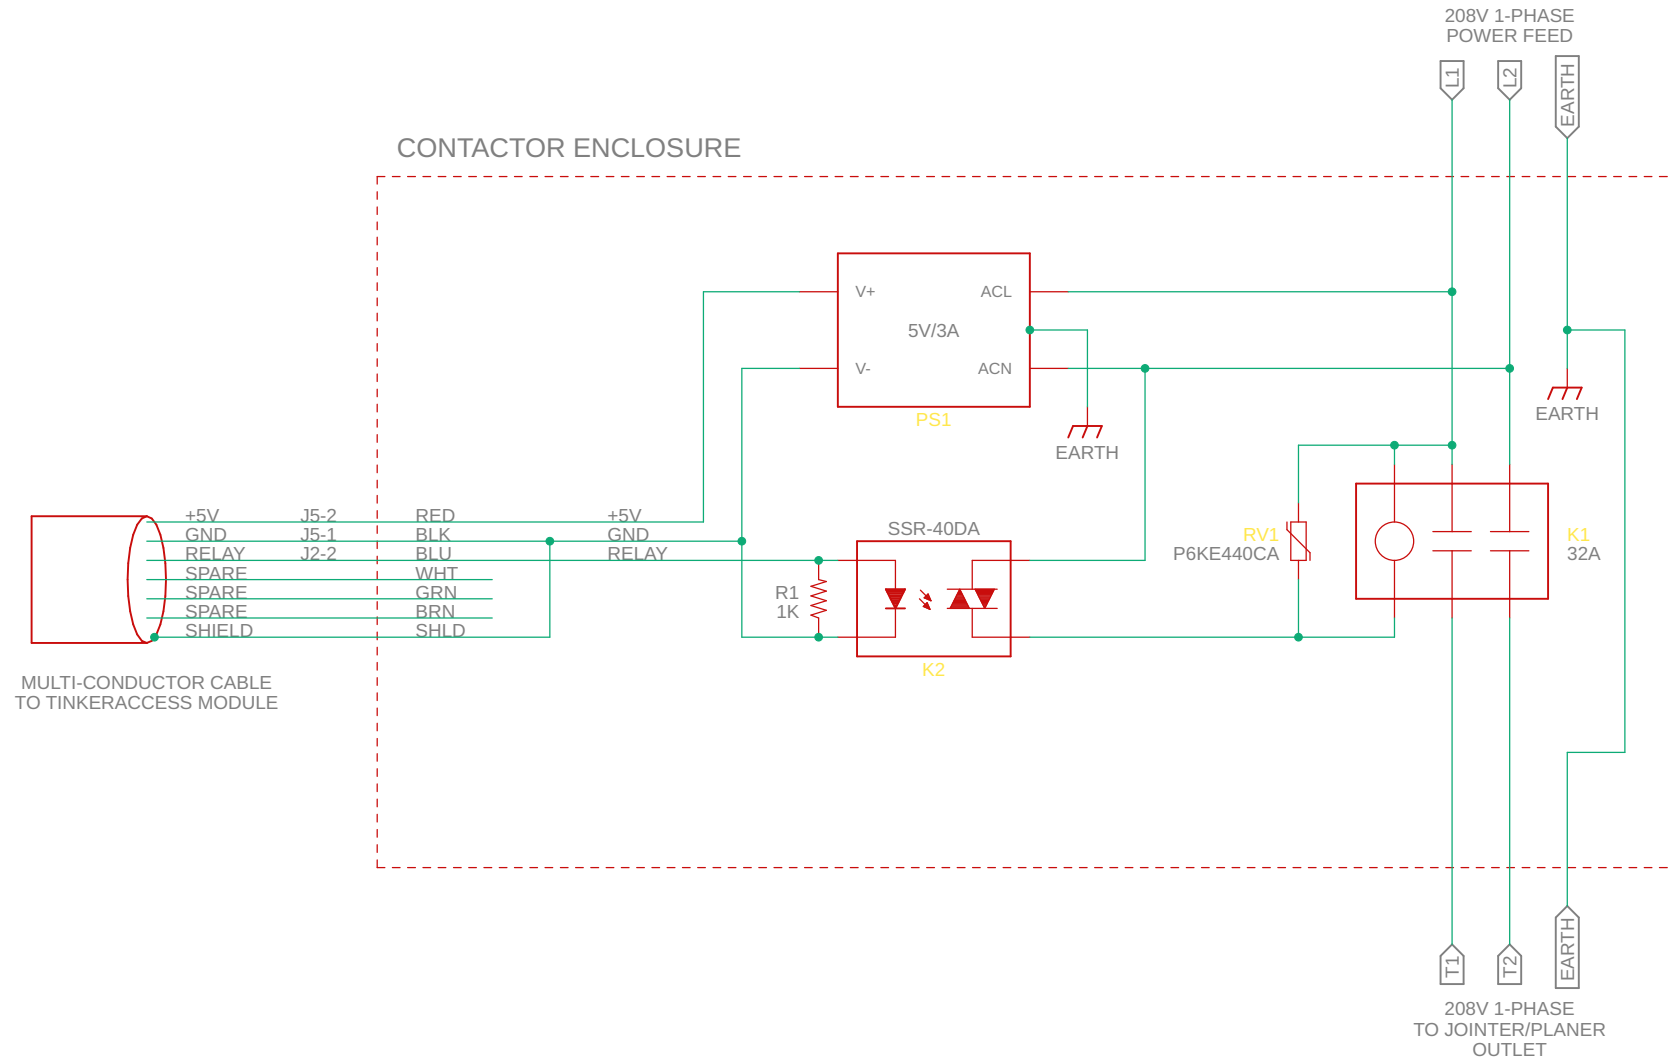 208V 1-PHASE
POWER FEED
L1
L2
EARTH
CONTACTOR ENCLOSURE
V+
ACL
5V/3A
V-
ACN
PS1
EARTH
EARTH
+5V J5-2 RED +5V
GND J5-1 BLK GND
RELAY J2-2 BLU RELAY
SPARE WHT
SPARE GRN
SPARE BRN
SHIELD SHLD
SSR-40DA
R1
1K
K2
RV1
P6KE440CA
K1
32A
MULTI-CONDUCTOR CABLE
TO TINKERACCESS MODULE
T1
T2
EARTH
208V 1-PHASE
TO JOINTER/PLANER
OUTLET